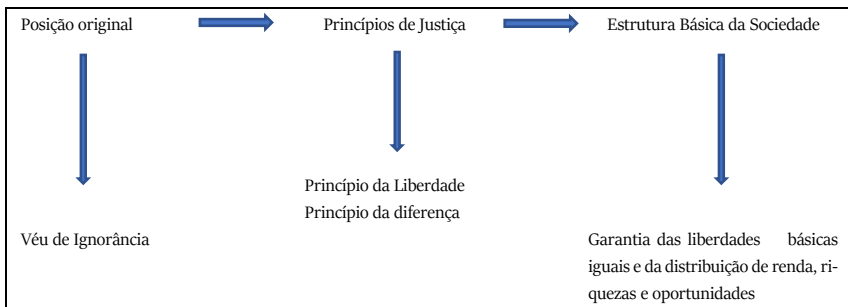 Posição original
Princípios de Justiça
Estrutura Básica da Sociedade
Princípio da Liberdade
Princípio da diferença
Véu de Ignorância
Garantia das liberdades básicas
iguais e da distribuição de renda, ri-
quezas e oportunidades